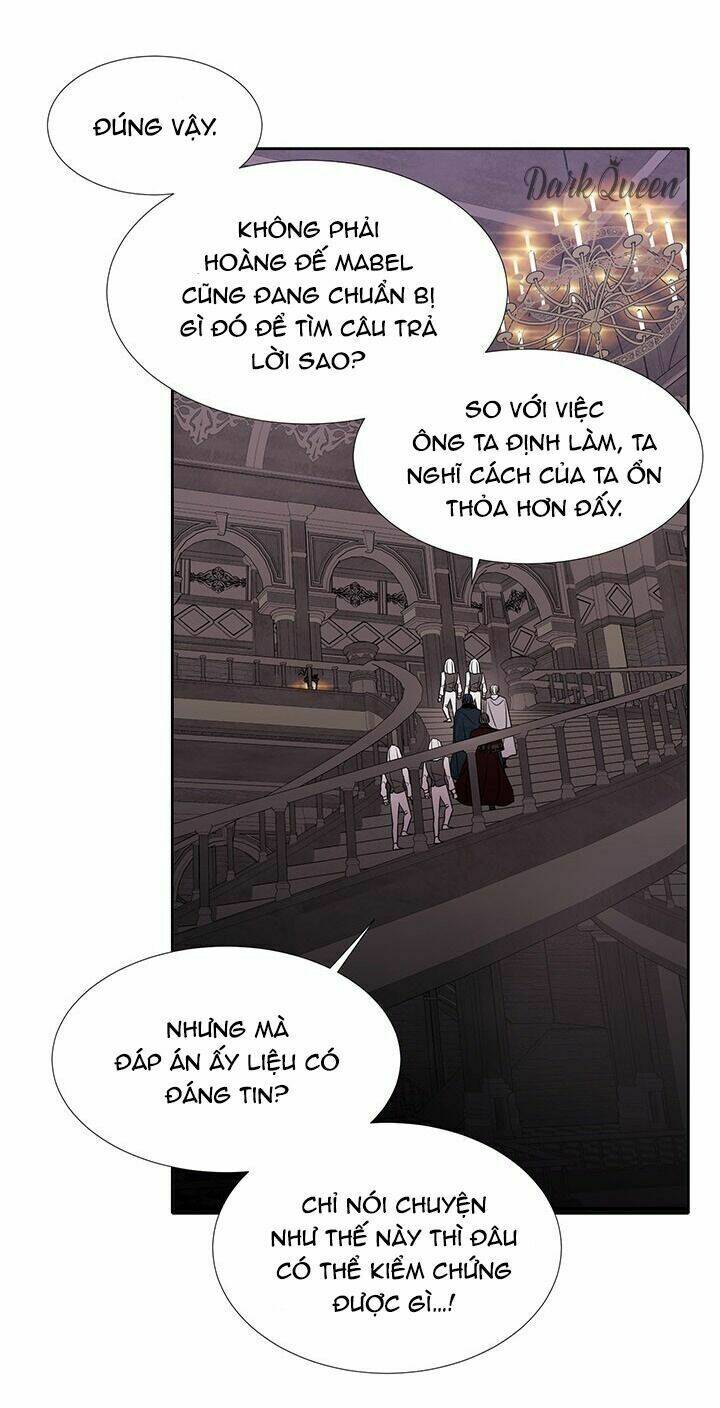 ĐÚNG VẬY.
DarkQueen
KHÔNG PHẢI
HOÀNG ĐẾ MABEL
CŨNG ĐANG CHUẨN BỊ
GÌ ĐÓ ĐỂ TÌM CÂU TRẢ
LỜI SAO?
SO VỚI VIỆC
ÔNG TA ĐỊNH LÀM, TA
NGHĨ CÁCH CỦA TA ỔN
THỎA HƠN ĐẤY.
NHƯNG MÀ
ĐÁP ÁN ẤY LIỆU CÓ
ĐÁNG TIN?
CHỈ NÓI CHUYỆN
NHƯ THẾ NÀY THÌ ĐÂU
CÓ THỂ KIỂM CHỨNG
ĐƯỢC GÌ...!